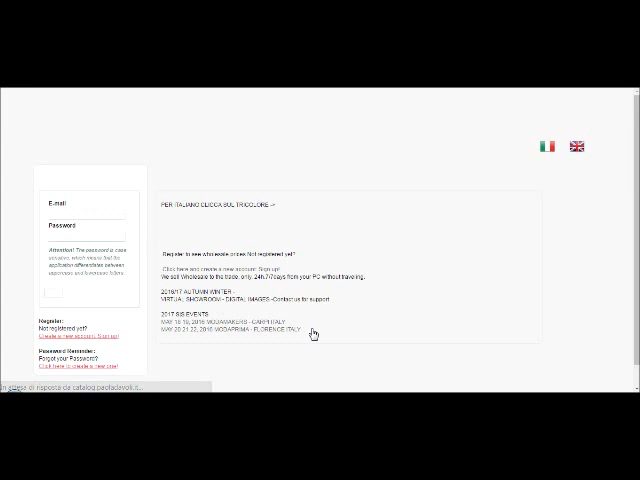 PER ITALIANO CLICCA SUL TRICOLORE ->
E-mail
Password
Attention! The password is case
sensitive, which means that the
application differentiates between
uppercase and lowercase letters.
Register to see wholesale prices Not registered yet?
Click here and create a new account. Sign up!
We sell Wholesale to the trade; only. 24h.7/7days from your PC without traveling.
2016/17 AUTUMN WINTER -
VIRTUAL SHOWROOM - DIGITAL IMAGES -Contact us for support
2017 S\S EVENTS
MAY 18-19, 2016 MODAMAKERS - CARPI ITALY
MAY 20 21 22, 2016 MODAPRIMA - FLORENCE ITALY
Register:
Not registered yet?
Create a new account. Sign up!
Password Reminder:
Forgot your Password?
Click here to create a new one!
In attesa di risposta da catalog.paoladavoli.it...